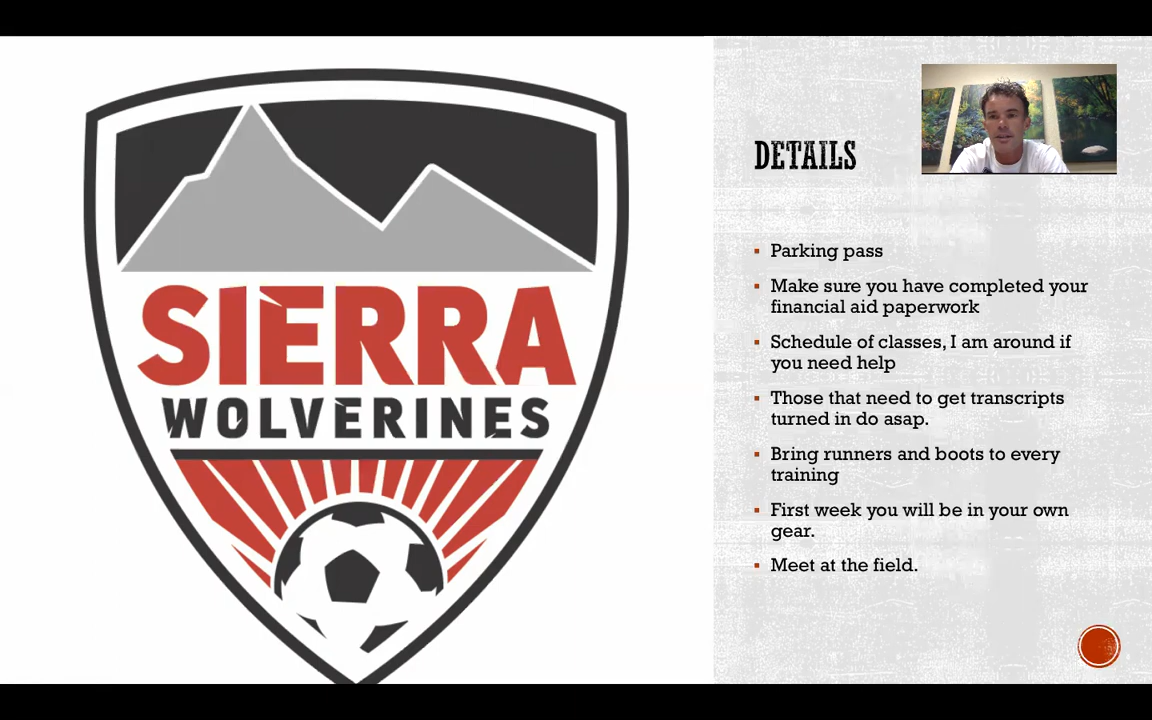 SIERRA
WOLVERINES
DETAILS
Parking pass
Make sure you have completed your
financial aid paperwork
Schedule of classes, I am around if
you need help
Those that need to get transcripts
turned in do asap.
Bring runners and boots to every
training
First week you will be in your own
gear.
Meet at the field.